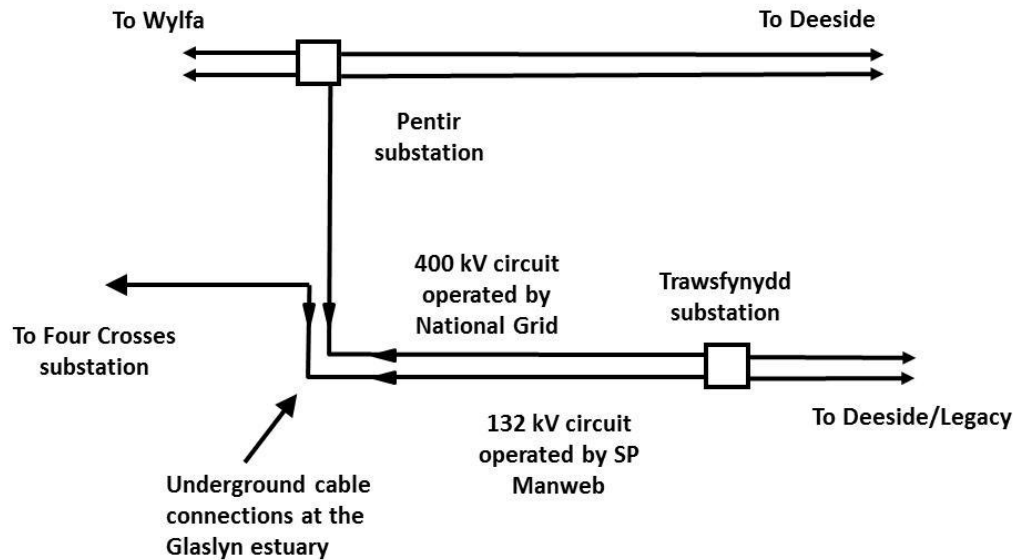 To Wylfa
To Deeside
Pentir
substation
400 kV circuit
operated by
National Grid
Trawsfynydd
substation
To Four Crosses
substation
To Deeside/Legacy
132 kV circuit
operated by SP
Manweb
Underground cable
connections at the
Glaslyn estuary